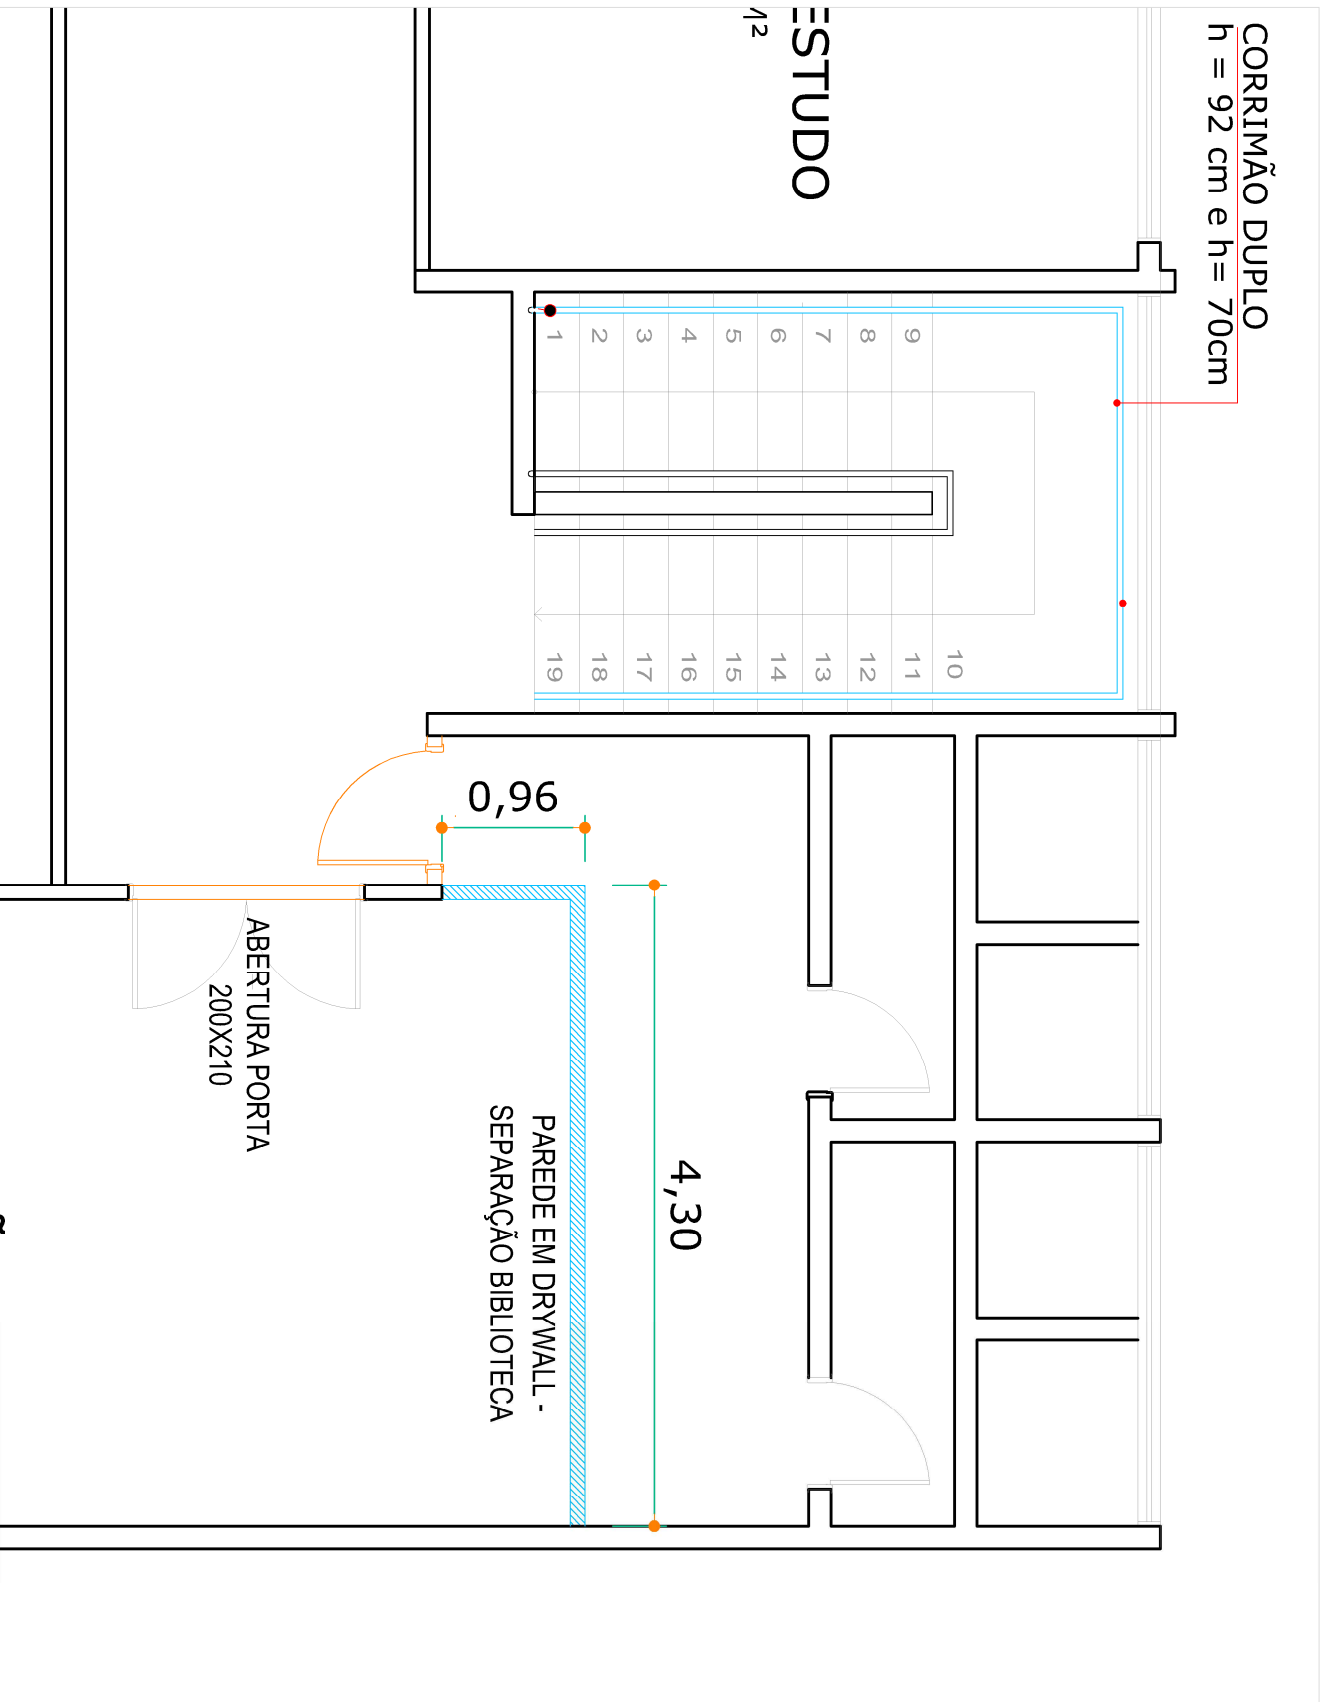 CORRIMÃO DUPLO
h = 92 cm e h= 70cm
ESTUDO
M²
1
2
3
4
5
6
7
8
9
10
11
12
13
14
15
16
17
18
19
0,96
4,30
ABERTURA PORTA
200X210
PAREDE EM DRYWALL -
SEPARAÇÃO BIBLIOTECA